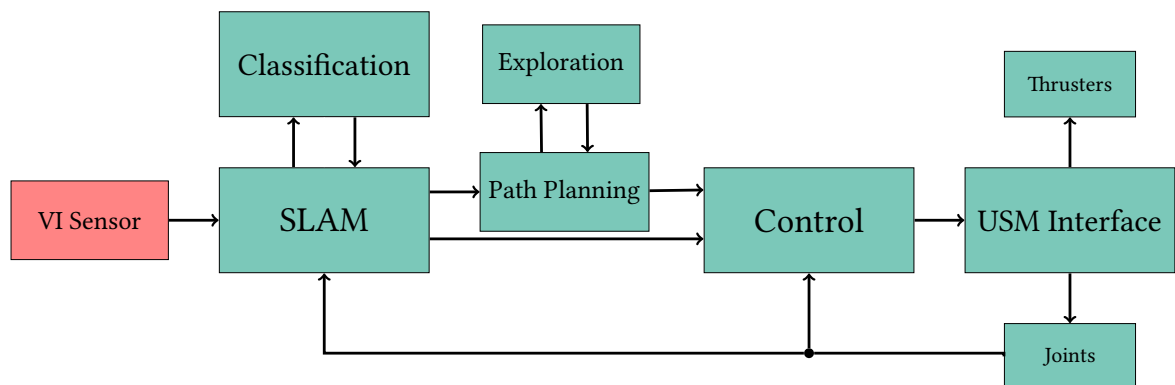 Classification
Exploration
Thrusters
VI Sensor
SLAM
Path Planning
Control
USM Interface
Joints